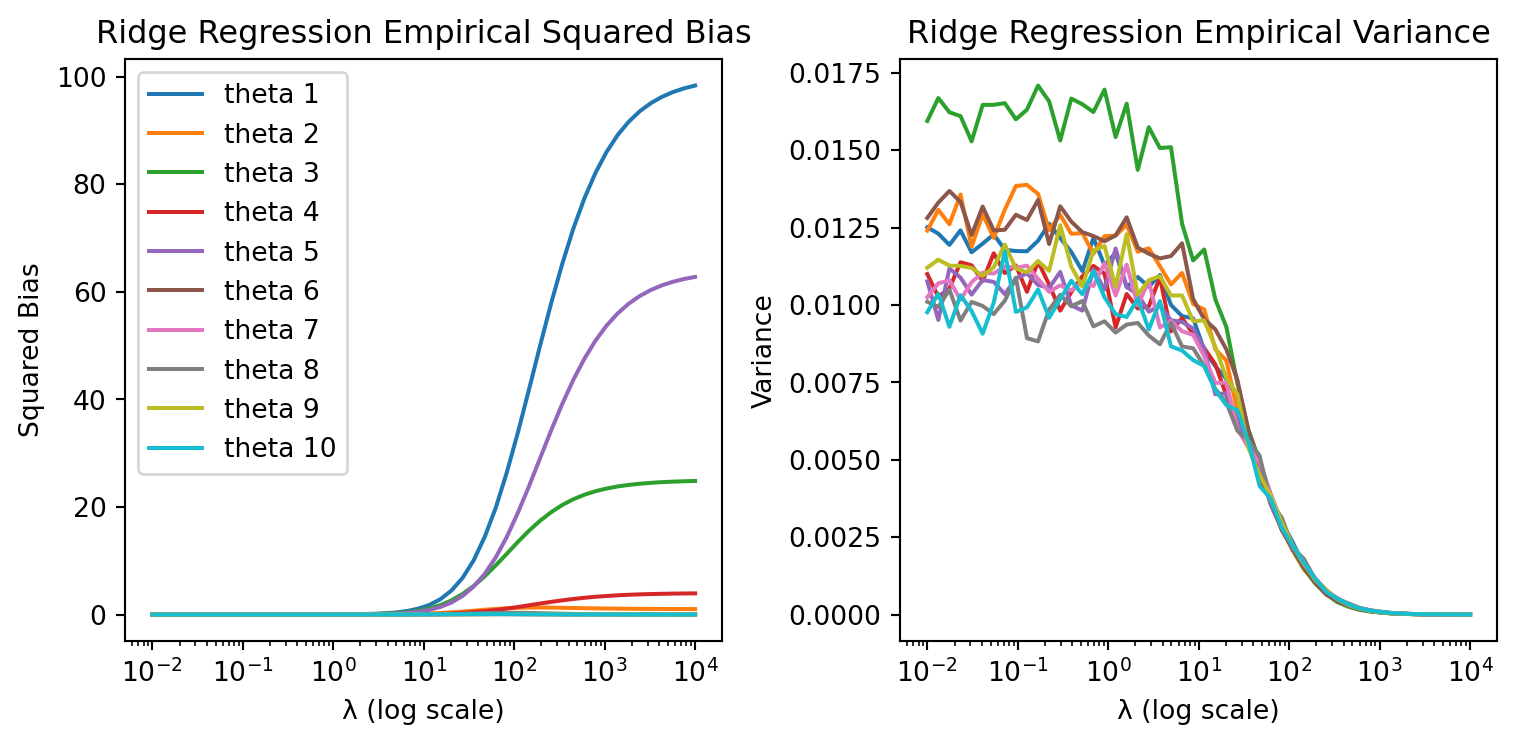 Ridge Regression Empirical Squared Bias
Squared Bias
100
80
60
40
20
0
theta 1
theta 2
theta 3
theta 4
theta 5
theta 6
theta 7
theta 8
theta 9
theta 10
10⁻² 10⁻¹ 10⁰ 10¹ 10² 10³ 10⁴
λ (log scale)
Ridge Regression Empirical Variance
Variance
0.0175
0.0150
0.0125
0.0100
0.0075
0.0050
0.0025
0.0000
10⁻² 10⁻¹ 10⁰ 10¹ 10² 10³ 10⁴
λ (log scale)